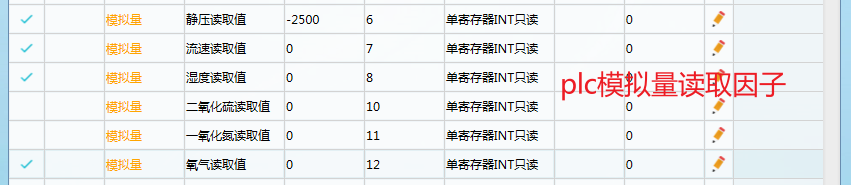 模拟量 静压读取值 -2500 6 单寄存器INT只读 0
模拟量 流速读取值 0 7 单寄存器INT只读 0
模拟量 湿度读取值 0 8 单寄存器INT只读 0
plc模拟量读取因子
模拟量 二氧化硫读取值 0 10 单寄存器INT只读 0
模拟量 一氧化氮读取值 0 11 单寄存器INT只读 0
模拟量 氧气读取值 0 12 单寄存器INT只读 0